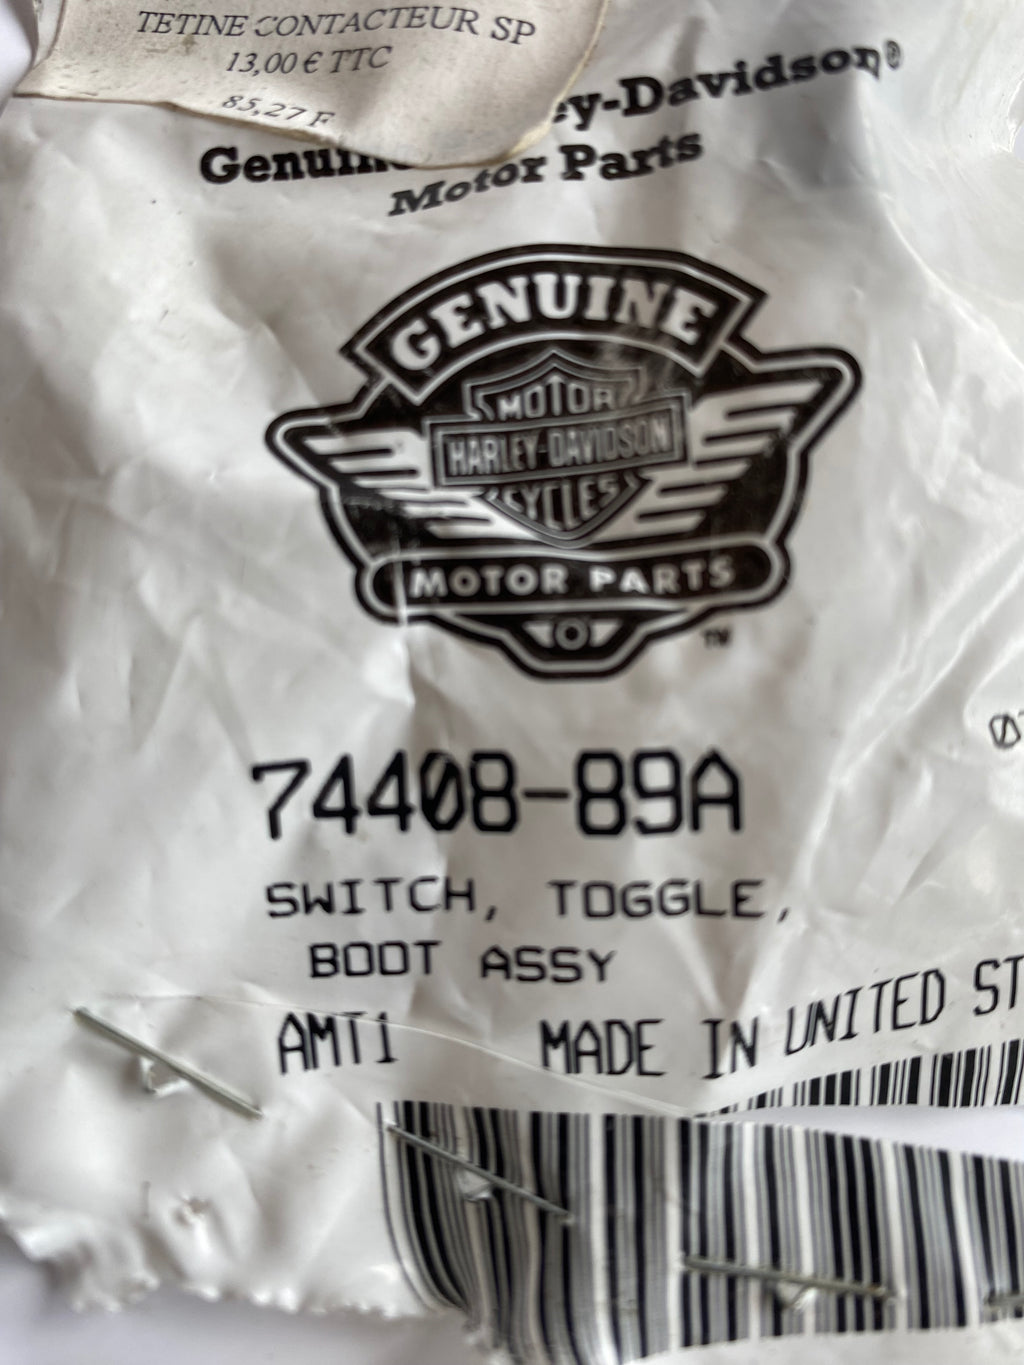 TETINE CONTACTEUR SP
13,00 € TTC
85,27 F
ey-Davidson®
Genuin
Motor Parts
GENUINE
MOTOR
HARLEY-DAVIDSON
CYCLES
MOTOR PARTS
TM
74408-89A
SWITCH, TOGGLE,
BOOT ASSY
AMT1 MADE IN UNITED ST